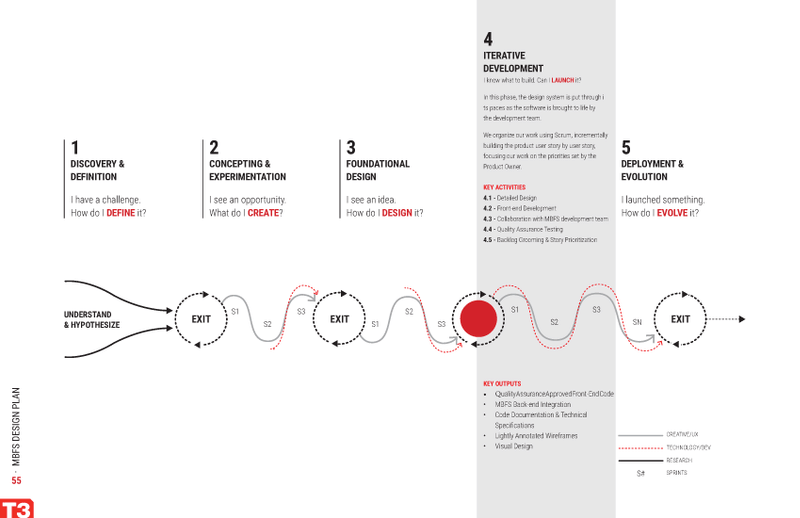 1
DISCOVERY &
DEFINITION
I have a challenge.
How do I DEFINE it?
2
CONCEPTING &
EXPERIMENTATION
I see an opportunity.
What do I CREATE?
3
FOUNDATIONAL
DESIGN
I see an idea.
How do I DESIGN it?
4
ITERATIVE
DEVELOPMENT
I know what to build. Can I LAUNCH it?
In this phase, the design system is put through i
ts paces as the software is brought to life by
the development team.
We organize our work using Scrum, incrementally
building the product user story by user story,
focusing our work on the priorities set by the
Product Owner.
KEY ACTIVITIES
4.1 - Detailed Design
4.2 - Front-end Development
4.3 - Collaboration with MBFS development team
4.4 - Quality Assurance Testing
4.5 - Backlog Grooming & Story Prioritization
5
DEPLOYMENT &
EVOLUTION
I launched something.
How do I EVOLVE it?
UNDERSTAND
& HYPOTHESIZE
EXIT
S1
S2
S3
EXIT
S1
S2
S3
S1
S2
S3
SN
EXIT
KEY OUTPUTS
• QualityAssuranceApprovedFront-EndCode
• MBFS Back-end Integration
• Code Documentation & Technical
Specifications
• Lightly Annotated Wireframes
• Visual Design
CREATIVE/UX
TECHNOLOGY/DEV
RESEARCH
S# SPRINTS
55 - MBFS DESIGN PLAN
T3